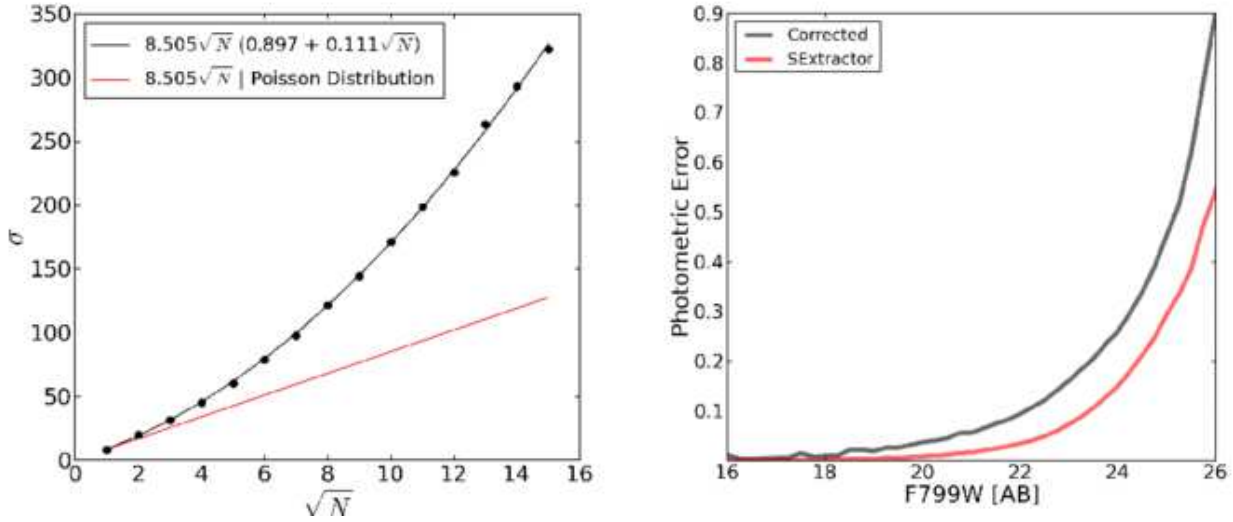 350
300
250
200
150
100
50
0
σ
8.505√N (0.897 + 0.111√N)
8.505√N | Poisson Distribution
0 2 4 6 8 10 12 14 16
√N
0.9
0.8
0.7
0.6
0.5
0.4
0.3
0.2
0.1
Photometric Error
Corrected
SExtractor
16 18 20 22 24 26
F799W [AB]